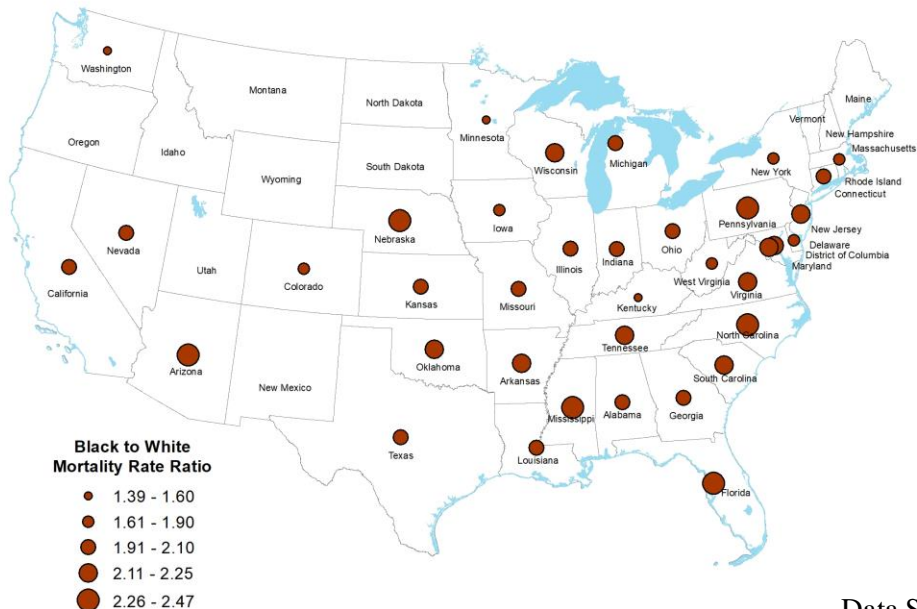 Washington
Montana
North Dakota
Minnesota
Maine
Vermont
New Hampshire
Massachusetts
Oregon
Idaho
South Dakota
Wisconsin
Michigan
New York
Rhode Island
Connecticut
Wyoming
Iowa
Pennsylvania
New Jersey
Nevada
Nebraska
Illinois
Indiana
Ohio
Delaware
District of Columbia
Maryland
Utah
Colorado
California
Kansas
Missouri
West Virginia
Virginia
Kentucky
North Carolina
Tennessee
Arizona
New Mexico
Oklahoma
Arkansas
South Carolina
Mississippi
Alabama
Georgia
Texas
Louisiana
Florida
Black to White
Mortality Rate Ratio
1.39 - 1.60
1.61 - 1.90
1.91 - 2.10
2.11 - 2.25
2.26 - 2.47
Data S